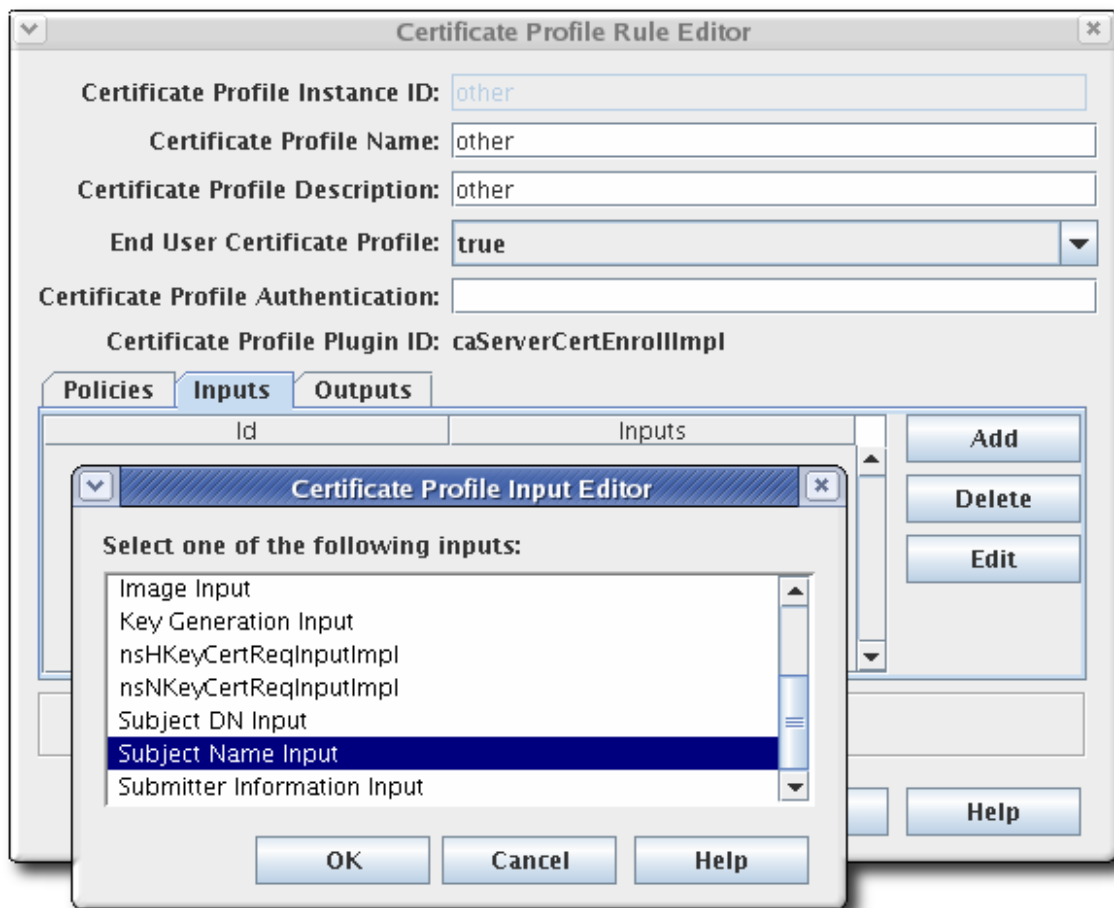 Certificate Profile Rule Editor
Certificate Profile Instance ID: other
Certificate Profile Name: other
Certificate Profile Description: other
End User Certificate Profile: true
Certificate Profile Authentication:
Certificate Profile Plugin ID: caServerCertEnrollImpl
Policies Inputs Outputs
Id Inputs
Add
Delete
Edit
Certificate Profile Input Editor
Select one of the following inputs:
Image Input
Key Generation Input
nsHKeyCertReqInputImpl
nsNKeyCertReqInputImpl
Subject DN Input
Subject Name Input
Submitter Information Input
OK Cancel Help
Help